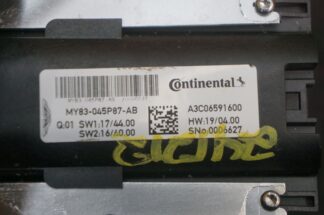 Continental
MY83-045P87-AB
A3C06591600
Q:01 SW1:17/44.00
HW:19/04.00
SW2:16/60.00
SNo:0006627